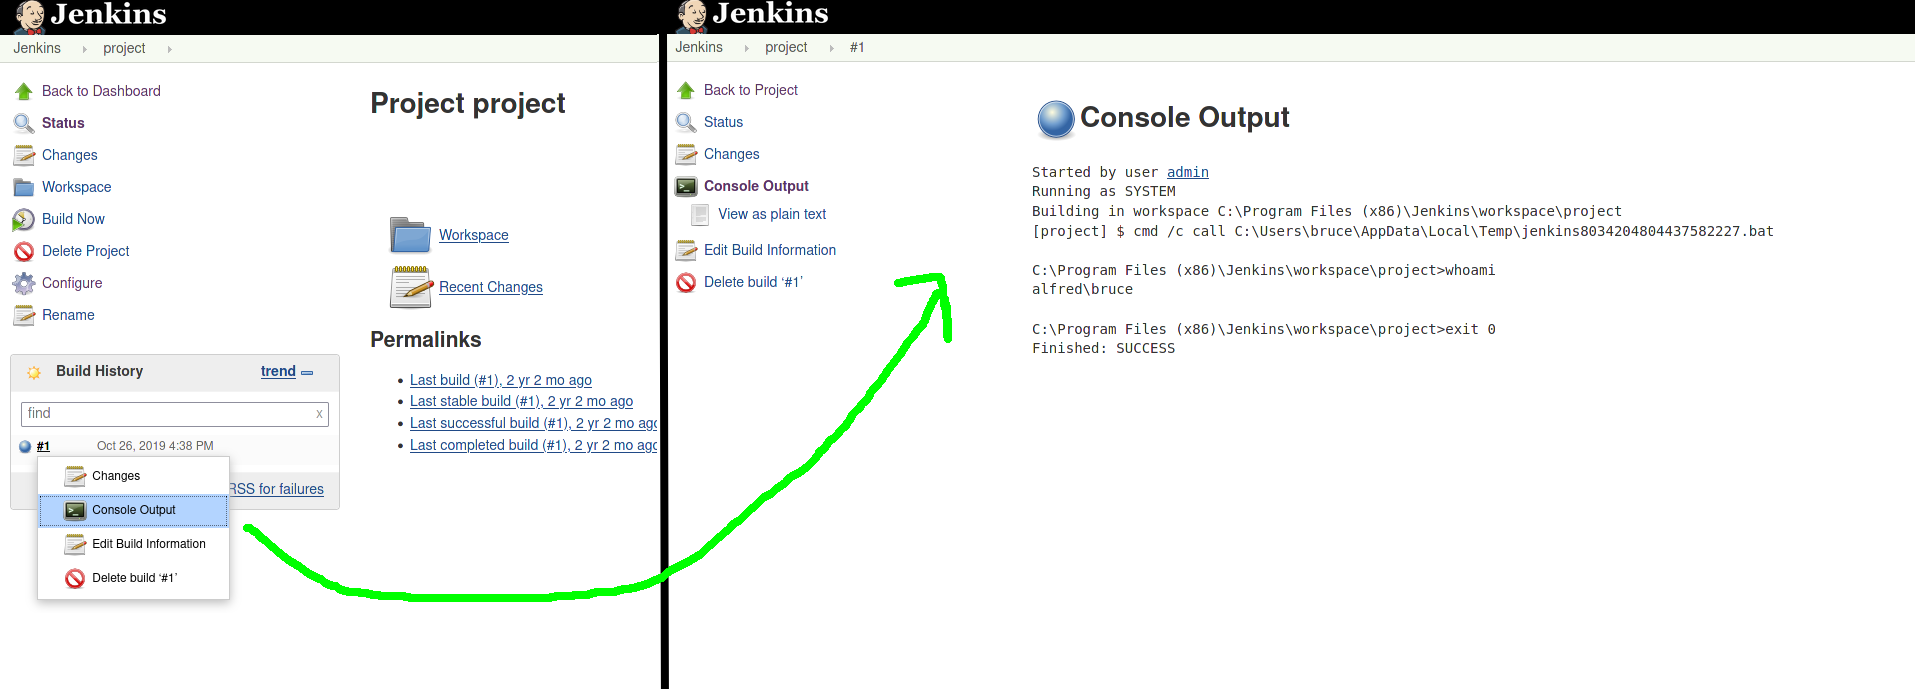 Jenkins
Jenkins project
Back to Dashboard
Status
Changes
Workspace
Build Now
Delete Project
Configure
Rename
Build History trend
find x
#1 Oct 26, 2019 4:38 PM
RSS for failures
Changes
Console Output
Edit Build Information
Delete build ‘#1’
Project project
Workspace
Recent Changes
Permalinks
Last build (#1), 2 yr 2 mo ago
Last stable build (#1), 2 yr 2 mo ago
Last successful build (#1), 2 yr 2 mo ago
Last completed build (#1), 2 yr 2 mo ago
Jenkins
Jenkins project #1
Back to Project
Status
Changes
Console Output
View as plain text
Edit Build Information
Delete build ‘#1’
Console Output
Started by user admin
Running as SYSTEM
Building in workspace C:\Program Files (x86)\Jenkins\workspace\project
[project] $ cmd /c call C:\Users\bruce\AppData\Local\Temp\jenkins8034204804437582227.bat
C:\Program Files (x86)\Jenkins\workspace\project>whoami
alfred\bruce
C:\Program Files (x86)\Jenkins\workspace\project>exit 0
Finished: SUCCESS